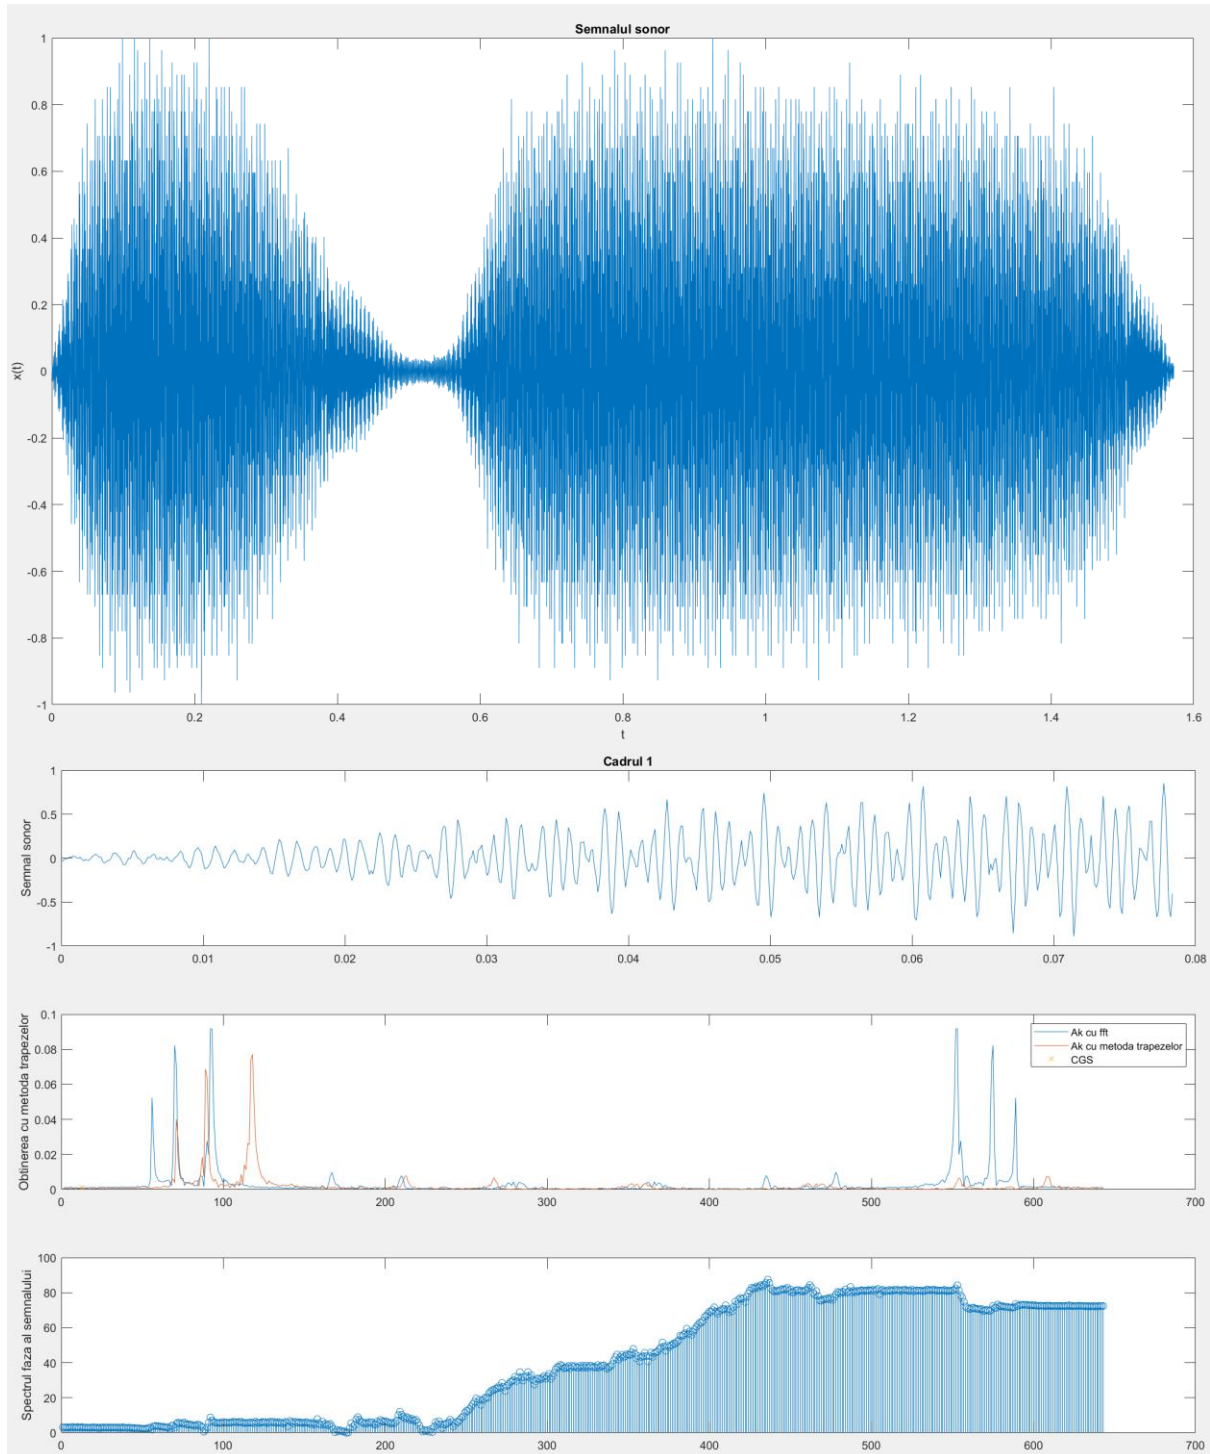 Semnalul sonor
1
0.8
0.6
0.4
0.2
0
-0.2
-0.4
-0.6
-0.8
-1
x(t)
0 0.2 0.4 0.6 0.8 1 1.2 1.4 1.6
t
Cadrul 1
1
0.5
0
-0.5
-1
Semnal sonor
0 0.01 0.02 0.03 0.04 0.05 0.06 0.07 0.08
0.1
0.08
0.06
0.04
0.02
0
Obtinerea cu metoda trapezelor
Ak cu fft
Ak cu metoda trapezelor
CGS
0 100 200 300 400 500 600 700
100
80
60
40
20
0
Spectrul faza al semnalului
0 100 200 300 400 500 600 700